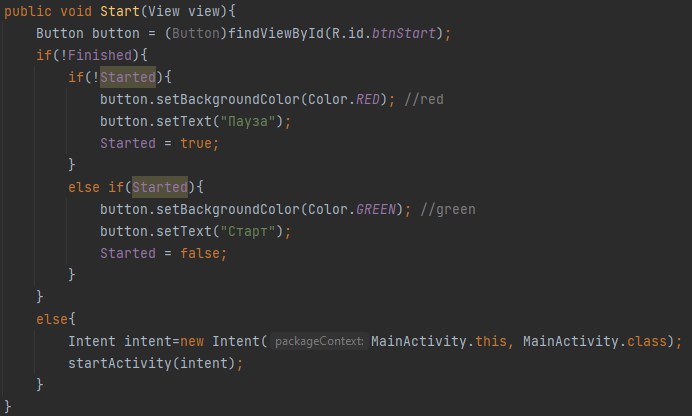 public void Start(View view){
    Button button = (Button)findViewById(R.id.btnStart);
    if(!Finished){
        if(!Started){
            button.setBackgroundColor(Color.RED); //red
            button.setText("Пауза");
            Started = true;
        }
        else if(Started){
            button.setBackgroundColor(Color.GREEN); //green
            button.setText("Старт");
            Started = false;
        }
    }
    else{
        Intent intent=new Intent( packageContext: MainActivity.this, MainActivity.class);
        startActivity(intent);
    }
}